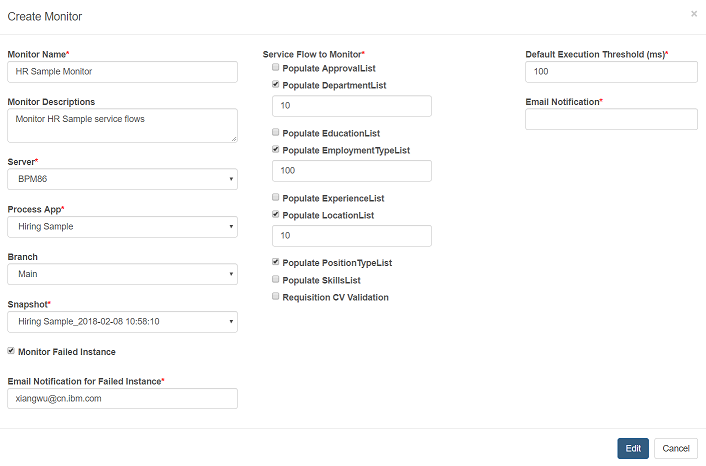 Create Monitor
×
Monitor Name*
HR Sample Monitor
Monitor Descriptions
Monitor HR Sample service flows
Server*
BPM86
Process App*
Hiring Sample
Branch
Main
Snapshot*
Hiring Sample_2018-02-08 10:58:10
Monitor Failed Instance
Email Notification for Failed Instance*
xiangwu@cn.ibm.com
Service Flow to Monitor*
Populate ApprovalList
Populate DepartmentList
10
Populate EducationList
Populate EmploymentTypeList
100
Populate ExperienceList
Populate LocationList
10
Populate PositionTypeList
Populate SkillsList
Requisition CV Validation
Default Execution Threshold (ms)*
100
Email Notification*
Edit
Cancel